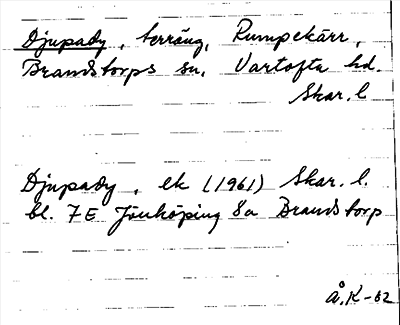 Djupady, terräng, Rumpekärr,
Brandstorps sn, Vartofta hd.
Skar. l.
Djupady, ek (1961) Skar. l.
bl. 7E Jönköping 8a Brandstorp
Å.K-62